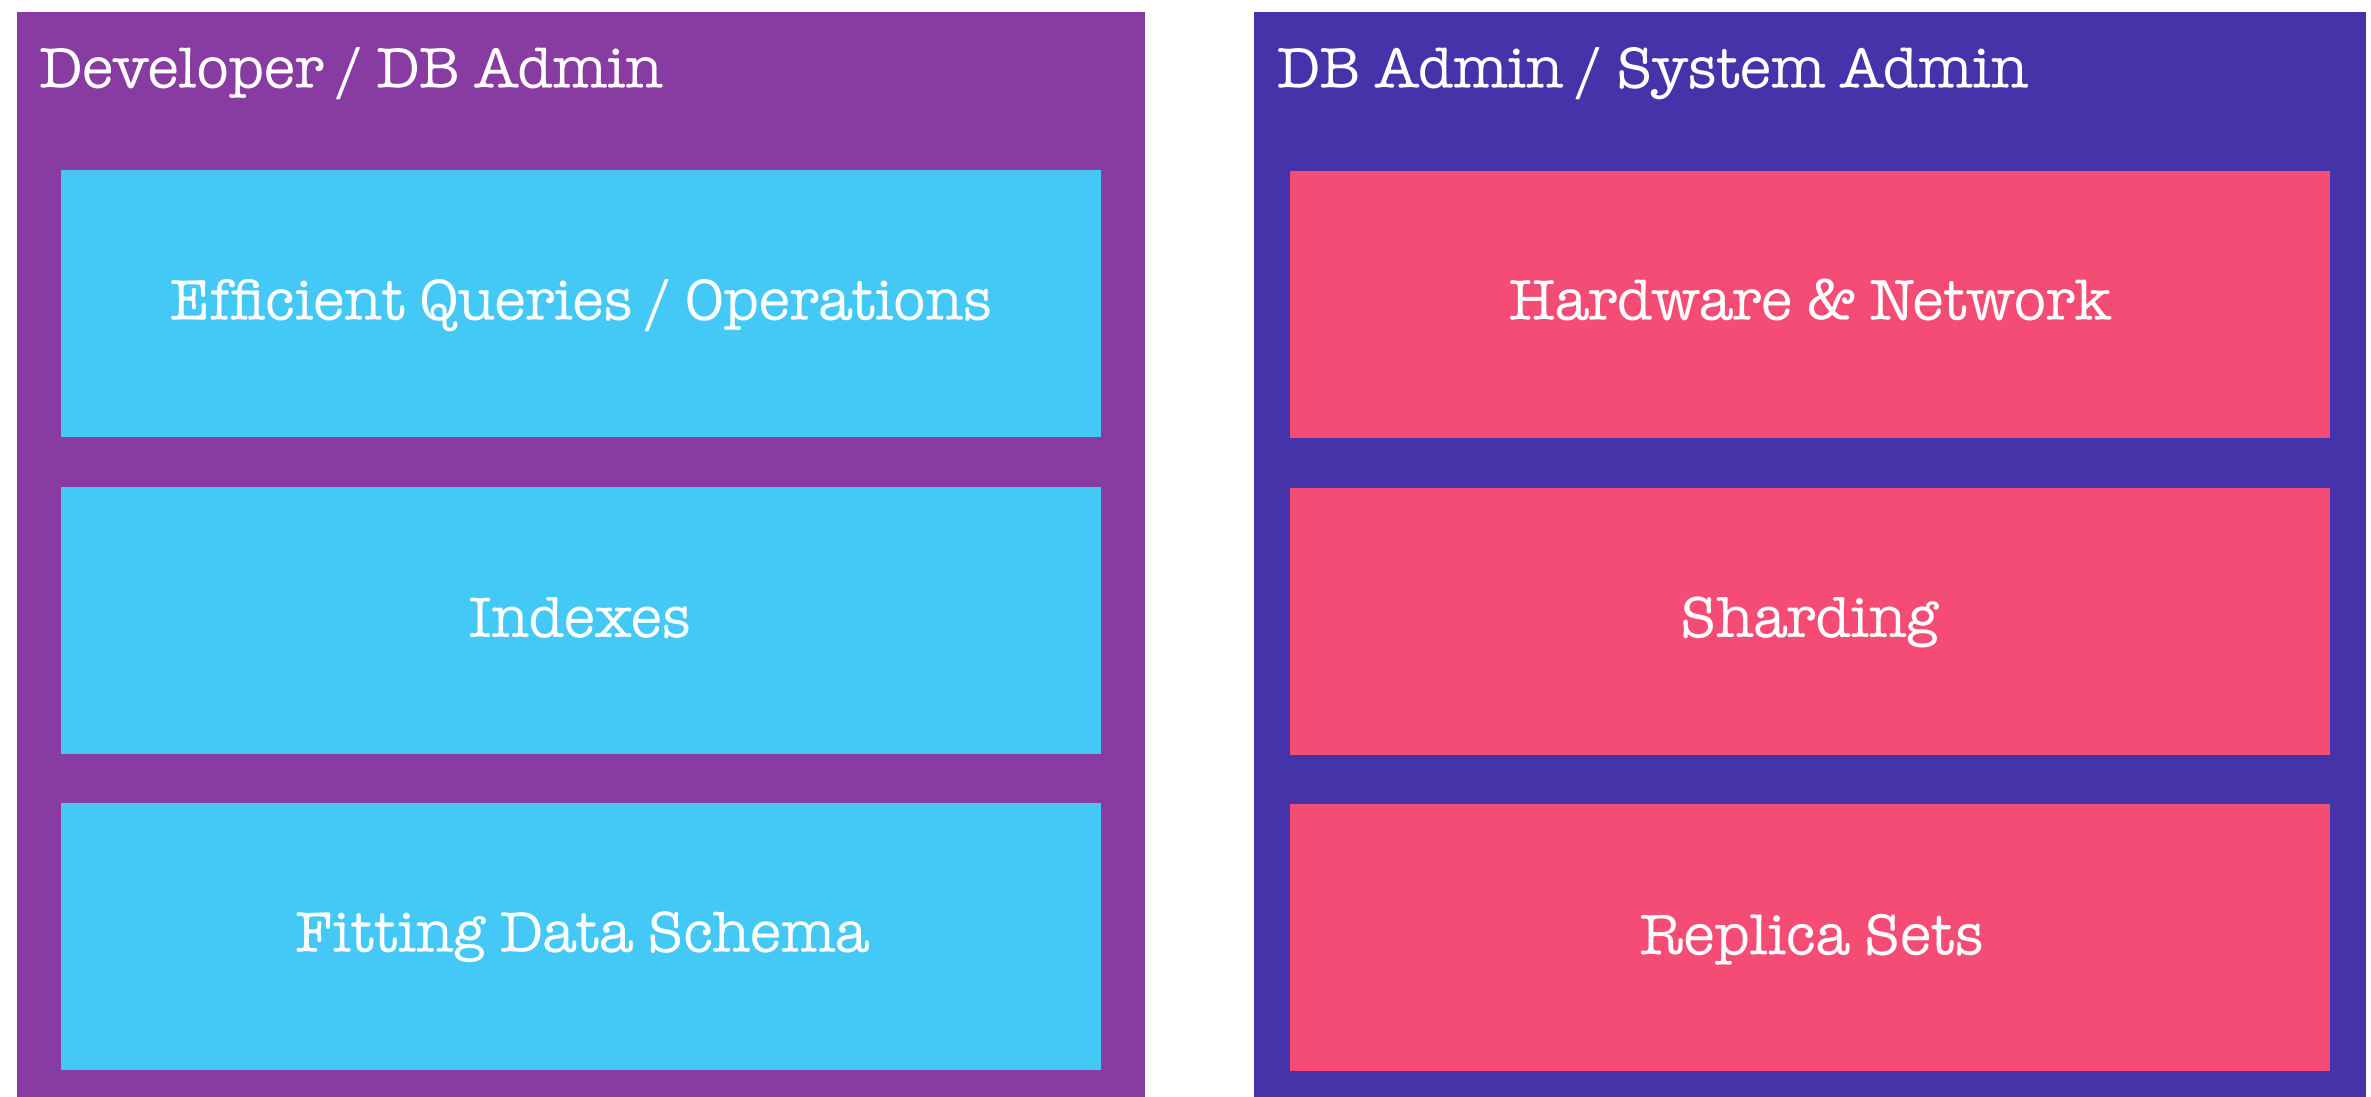 Developer / DB Admin
Efficient Queries / Operations
Indexes
Fitting Data Schema
DB Admin / System Admin
Hardware & Network
Sharding
Replica Sets